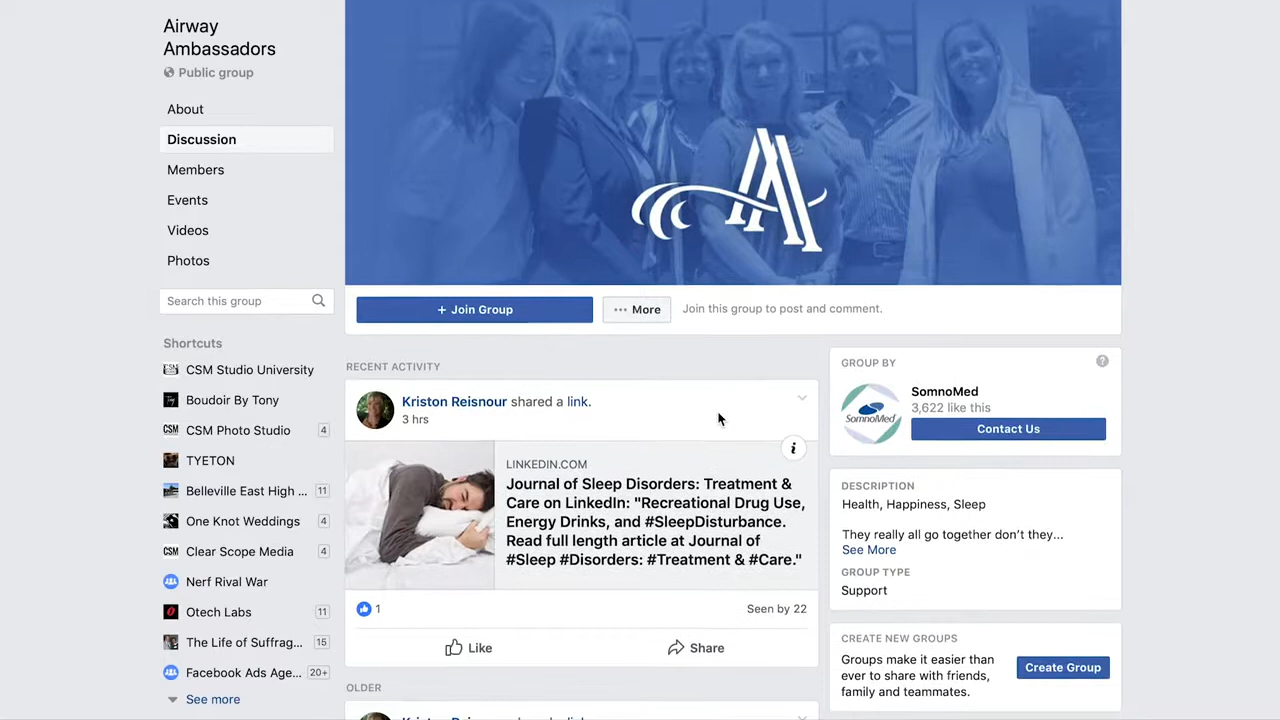 Airway
Ambassadors
Public group
About
Discussion
Members
Events
Videos
Photos
Search this group
Shortcuts
CSM Studio University
Boudoir By Tony
CSM Photo Studio 4
TYETON
Belleville East High ... 11
One Knot Weddings 4
Clear Scope Media 4
Nerf Rival War
Otech Labs 11
The Life of Suffrag... 15
Facebook Ads Age... 20+
See more
+ Join Group
••• More
Join this group to post and comment.
RECENT ACTIVITY
Kriston Reisnour shared a link.
3 hrs
LINKEDIN.COM
Journal of Sleep Disorders: Treatment &
Care on LinkedIn: "Recreational Drug Use,
Energy Drinks, and #SleepDisturbance.
Read full length article at Journal of
#Sleep #Disorders: #Treatment & #Care."
1
Seen by 22
Like
Share
OLDER
GROUP BY
SomnoMed
SomnoMed
3,622 like this
Contact Us
DESCRIPTION
Health, Happiness, Sleep
They really all go together don't they...
See More
GROUP TYPE
Support
CREATE NEW GROUPS
Groups make it easier than
ever to share with friends,
family and teammates.
Create Group